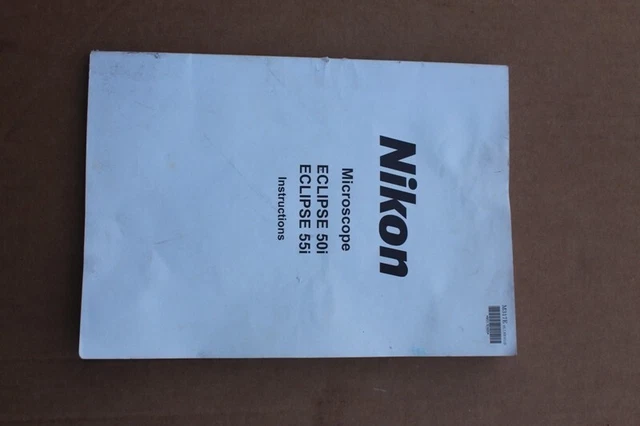 Nikon
Microscope
ECLIPSE 50i
ECLIPSE 55i
Instructions